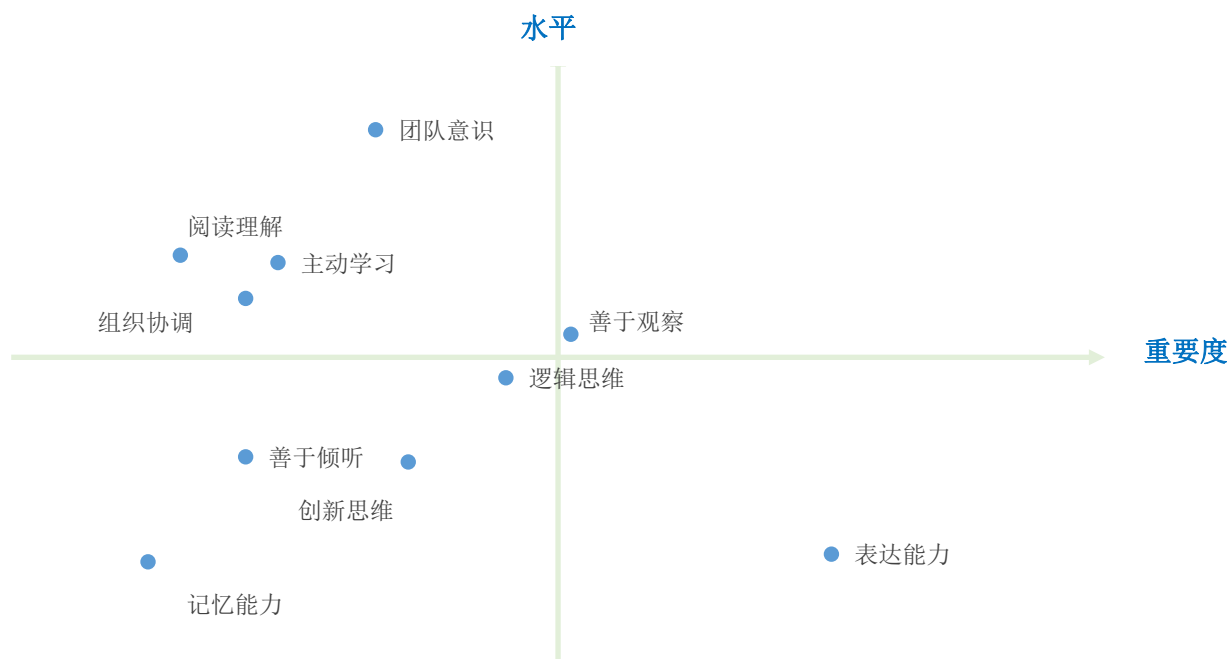 水平
团队意识
阅读理解
主动学习
组织协调
善于观察
重要度
逻辑思维
善于倾听
创新思维
表达能力
记忆能力